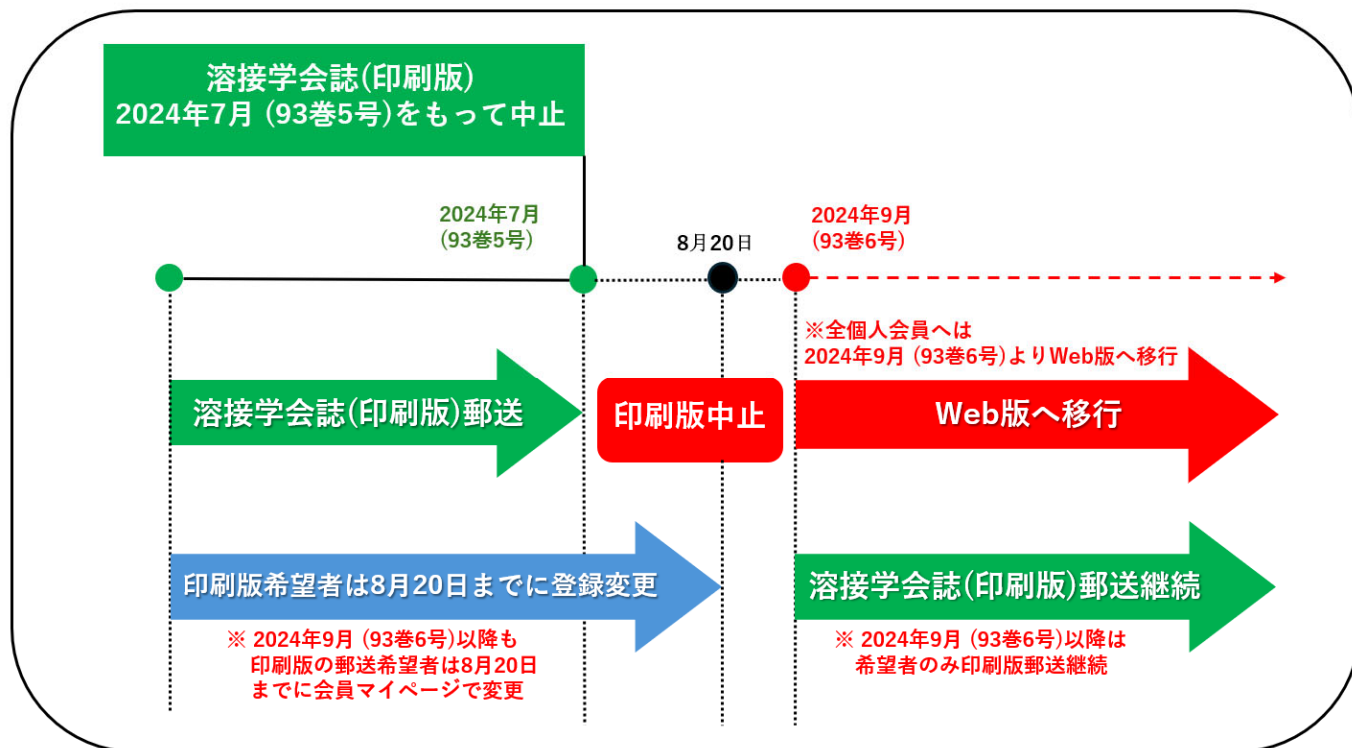 溶接学会誌(印刷版)
2024年7月 (93巻5号)をもって中止
2024年7月
(93巻5号)
8月20日
2024年9月
(93巻6号)
※全個人会員へは
2024年9月 (93巻6号)よりWeb版へ移行
溶接学会誌(印刷版)郵送
印刷版中止
Web版へ移行
印刷版希望者は8月20日までに登録変更
溶接学会誌(印刷版)郵送継続
※ 2024年9月 (93巻6号)以降も
印刷版の郵送希望者は8月20日
までに会員マイページで変更
※ 2024年9月 (93巻6号)以降は
希望者のみ印刷版郵送継続